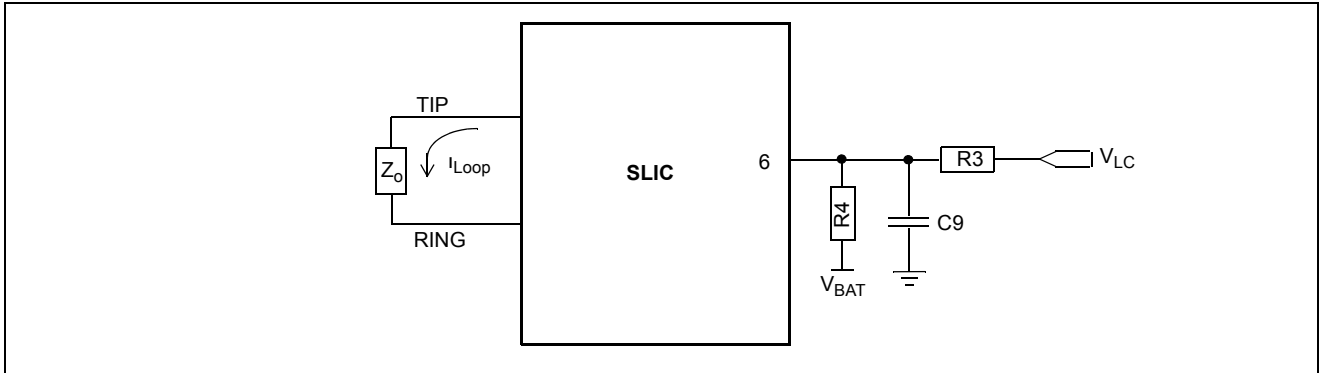 TIP
Zo
ILoop
RING
SLIC
6
R4
VBAT
C9
R3
VLC